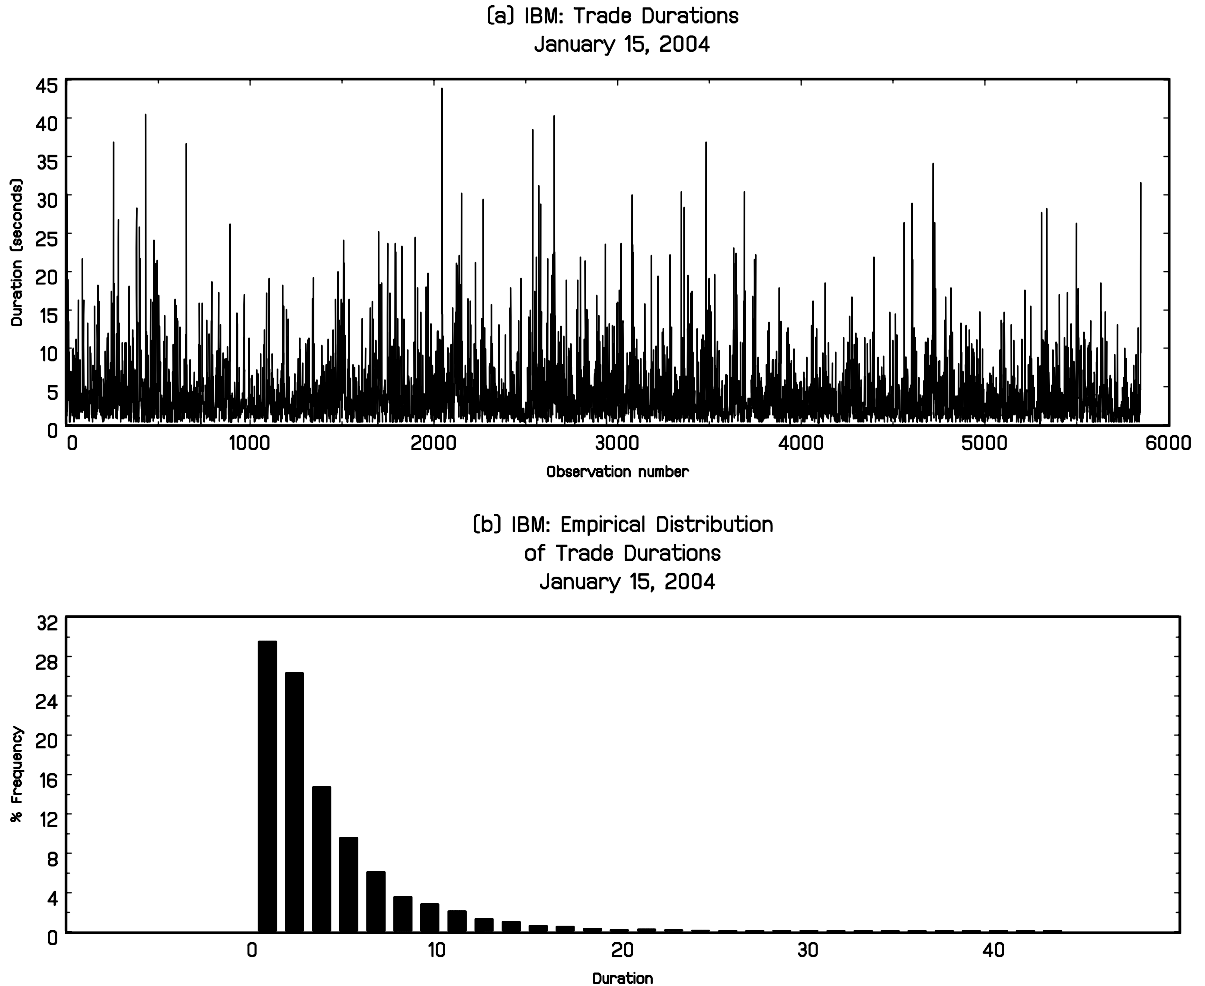 (a) IBM: Trade Durations
January 15, 2004
45
40
35
30
25
20
15
10
5
0
Duration (seconds)
0 1000 2000 3000 4000 5000 6000
Observation number
(b) IBM: Empirical Distribution
of Trade Durations
January 15, 2004
32
28
24
20
16
12
8
4
0
% Frequency
0 10 20 30 40
Duration